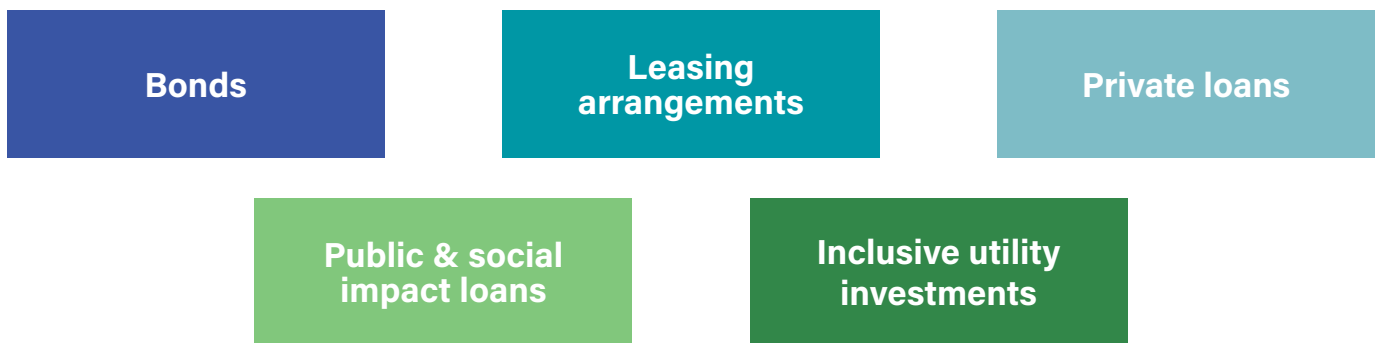 Bonds
Leasing
arrangements
Private loans
Public & social
impact loans
Inclusive utility
investments